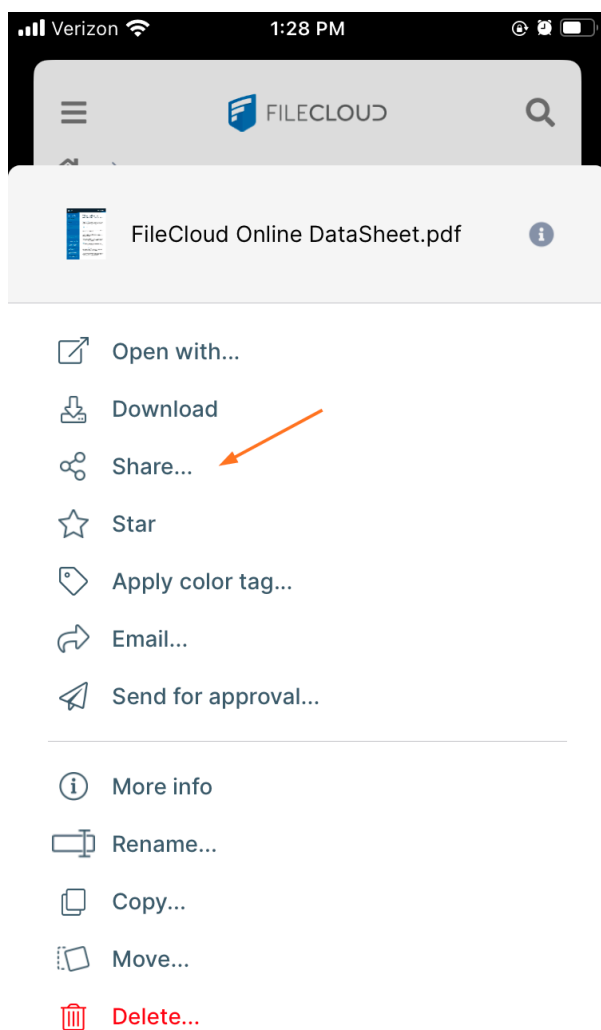 Verizon 1:28 PM
FILECLOUD
FileCloud Online DataSheet.pdf
Open with...
Download
Share...
Star
Apply color tag...
Email...
Send for approval...
More info
Rename...
Copy...
Move...
Delete...